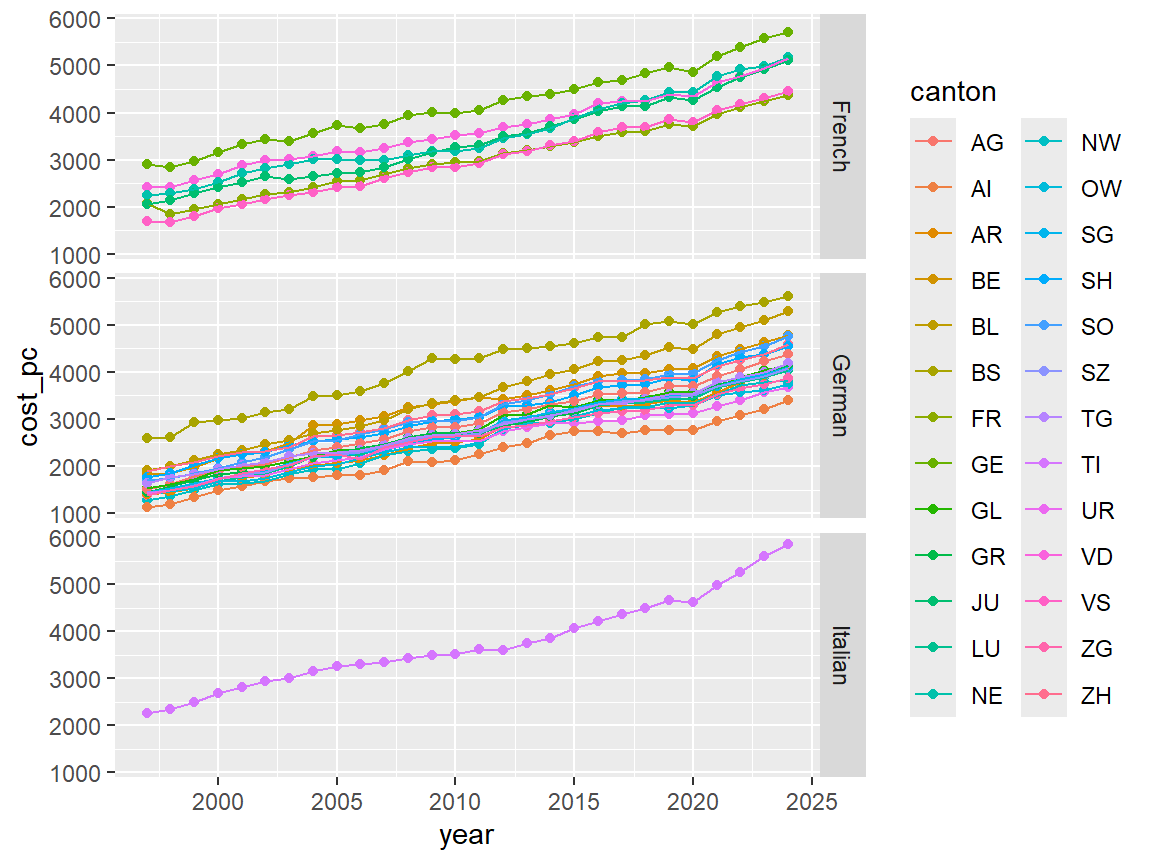 6000
5000
4000
3000
2000
1000
French
6000
5000
4000
3000
2000
1000
German
6000
5000
4000
3000
2000
1000
Italian
2000 2005 2010 2015 2020 2025
year
cost_pc
canton
AG NW
AI OW
AR SG
BE SH
BL SO
BS SZ
FR TG
GE TI
GL UR
GR VD
JU VS
LU ZG
NE ZH